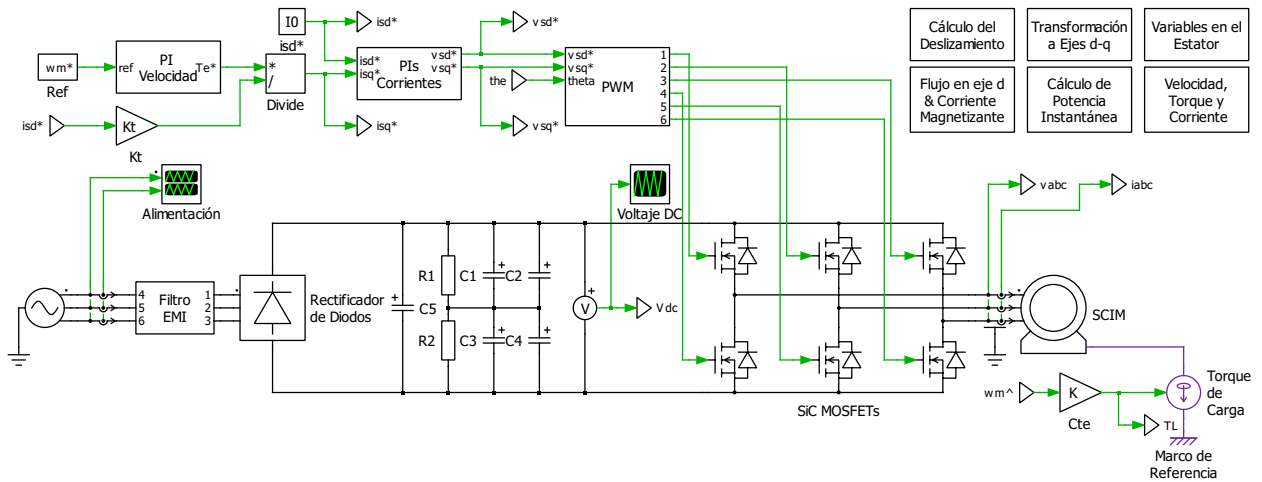 I0
isd*
isd*
vsd*
wm*
Ref
ref
Te*
PI
Velocidad
*
/
Divide
isd*
isq*
PIs
Corrientes
vsd*
vsq*
vsd*
vsq*
theta
PWM
1
2
3
4
5
6
the
isd*
Kt
Kt
isq*
vsq*
Cálculo del
Deslizamiento
Transformación
a Ejes d-q
Variables en el
Estator
Flujo en eje d
& Corriente
Magnetizante
Cálculo de
Potencia
Instantánea
Velocidad,
Torque y
Corriente
Alimentación
Voltaje DC
vabc
iabc
4
5
6
Filtro
EMI
1
2
3
Rectificador
de Diodos
C5
R1
C1
C2
R2
C3
C4
V
Vdc
SiC MOSFETs
SCIM
wm^
K
Cte
TL
Torque
de
Carga
Marco de
Referencia